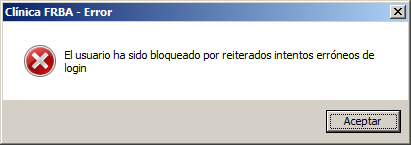 Clínica FRBA - Error
El usuario ha sido bloqueado por reiterados intentos erróneos de
login
Aceptar